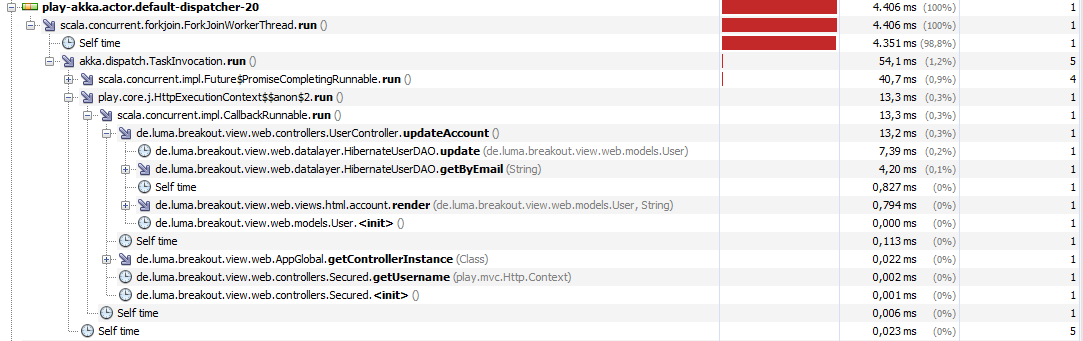 play-akka.actor.default-dispatcher-20 4.406 ms (100%) 1
scala.concurrent.forkjoin.ForkJoinWorkerThread.run () 4.406 ms (100%) 1
Self time 4.351 ms (98,8%) 1
akka.dispatch.TaskInvocation.run () 54,1 ms (1,2%) 5
scala.concurrent.impl.Future$PromiseCompletingRunnable.run () 40,7 ms (0,9%) 4
play.core.j.HttpExecutionContext$$anon$2.run () 13,3 ms (0,3%) 1
scala.concurrent.impl.CallbackRunnable.run () 13,3 ms (0,3%) 1
de.luma.breakout.view.web.controllers.UserController.updateAccount () 13,2 ms (0,3%) 1
de.luma.breakout.view.web.datalayer.HibernateUserDAO.update (de.luma.breakout.view.web.models.User) 7,39 ms (0,2%) 1
de.luma.breakout.view.web.datalayer.HibernateUserDAO.getByEmail (String) 4,20 ms (0,1%) 1
Self time 0,827 ms (0%) 1
de.luma.breakout.view.web.views.html.account.render (de.luma.breakout.view.web.models.User, String) 0,794 ms (0%) 1
de.luma.breakout.view.web.models.User.<init> () 0,000 ms (0%) 1
Self time 0,113 ms (0%) 1
de.luma.breakout.view.web.AppGlobal.getControllerInstance (Class) 0,022 ms (0%) 1
de.luma.breakout.view.web.controllers.Secured.getUsername (play.mvc.Http.Context) 0,002 ms (0%) 1
de.luma.breakout.view.web.controllers.Secured.<init> () 0,001 ms (0%) 1
Self time 0,006 ms (0%) 1
Self time 0,023 ms (0%) 5